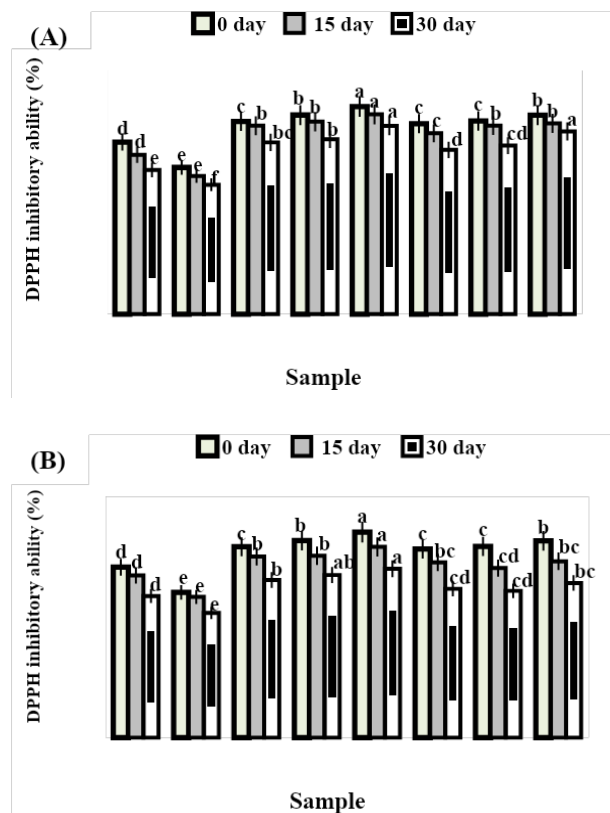 (A)
0 day 15 day 30 day
DPPH inhibitory ability (%)
d d e e e f c b bc b b b a a a c c d c b cd b b a
Sample
(B)
0 day 15 day 30 day
DPPH inhibitory ability (%)
d d d e e e c b b b b ab a a a c bc cd c cd cd b bc bc
Sample